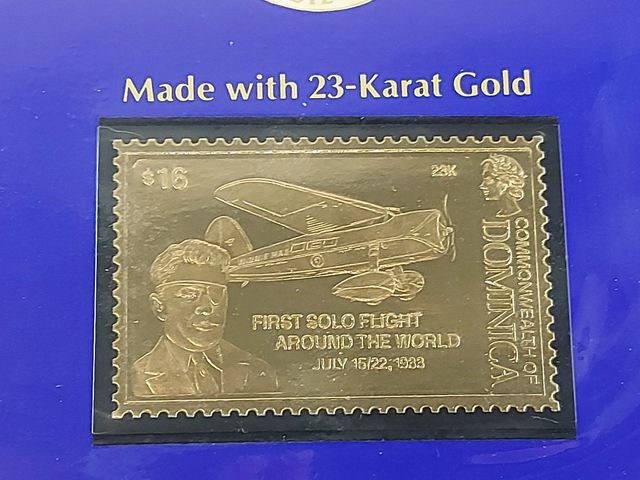 Made with 23-Karat Gold
$16
23K
COMMONWEALTH OF
DOMINICA
FIRST SOLO FLIGHT
AROUND THE WORLD
JULY 15/22, 1933